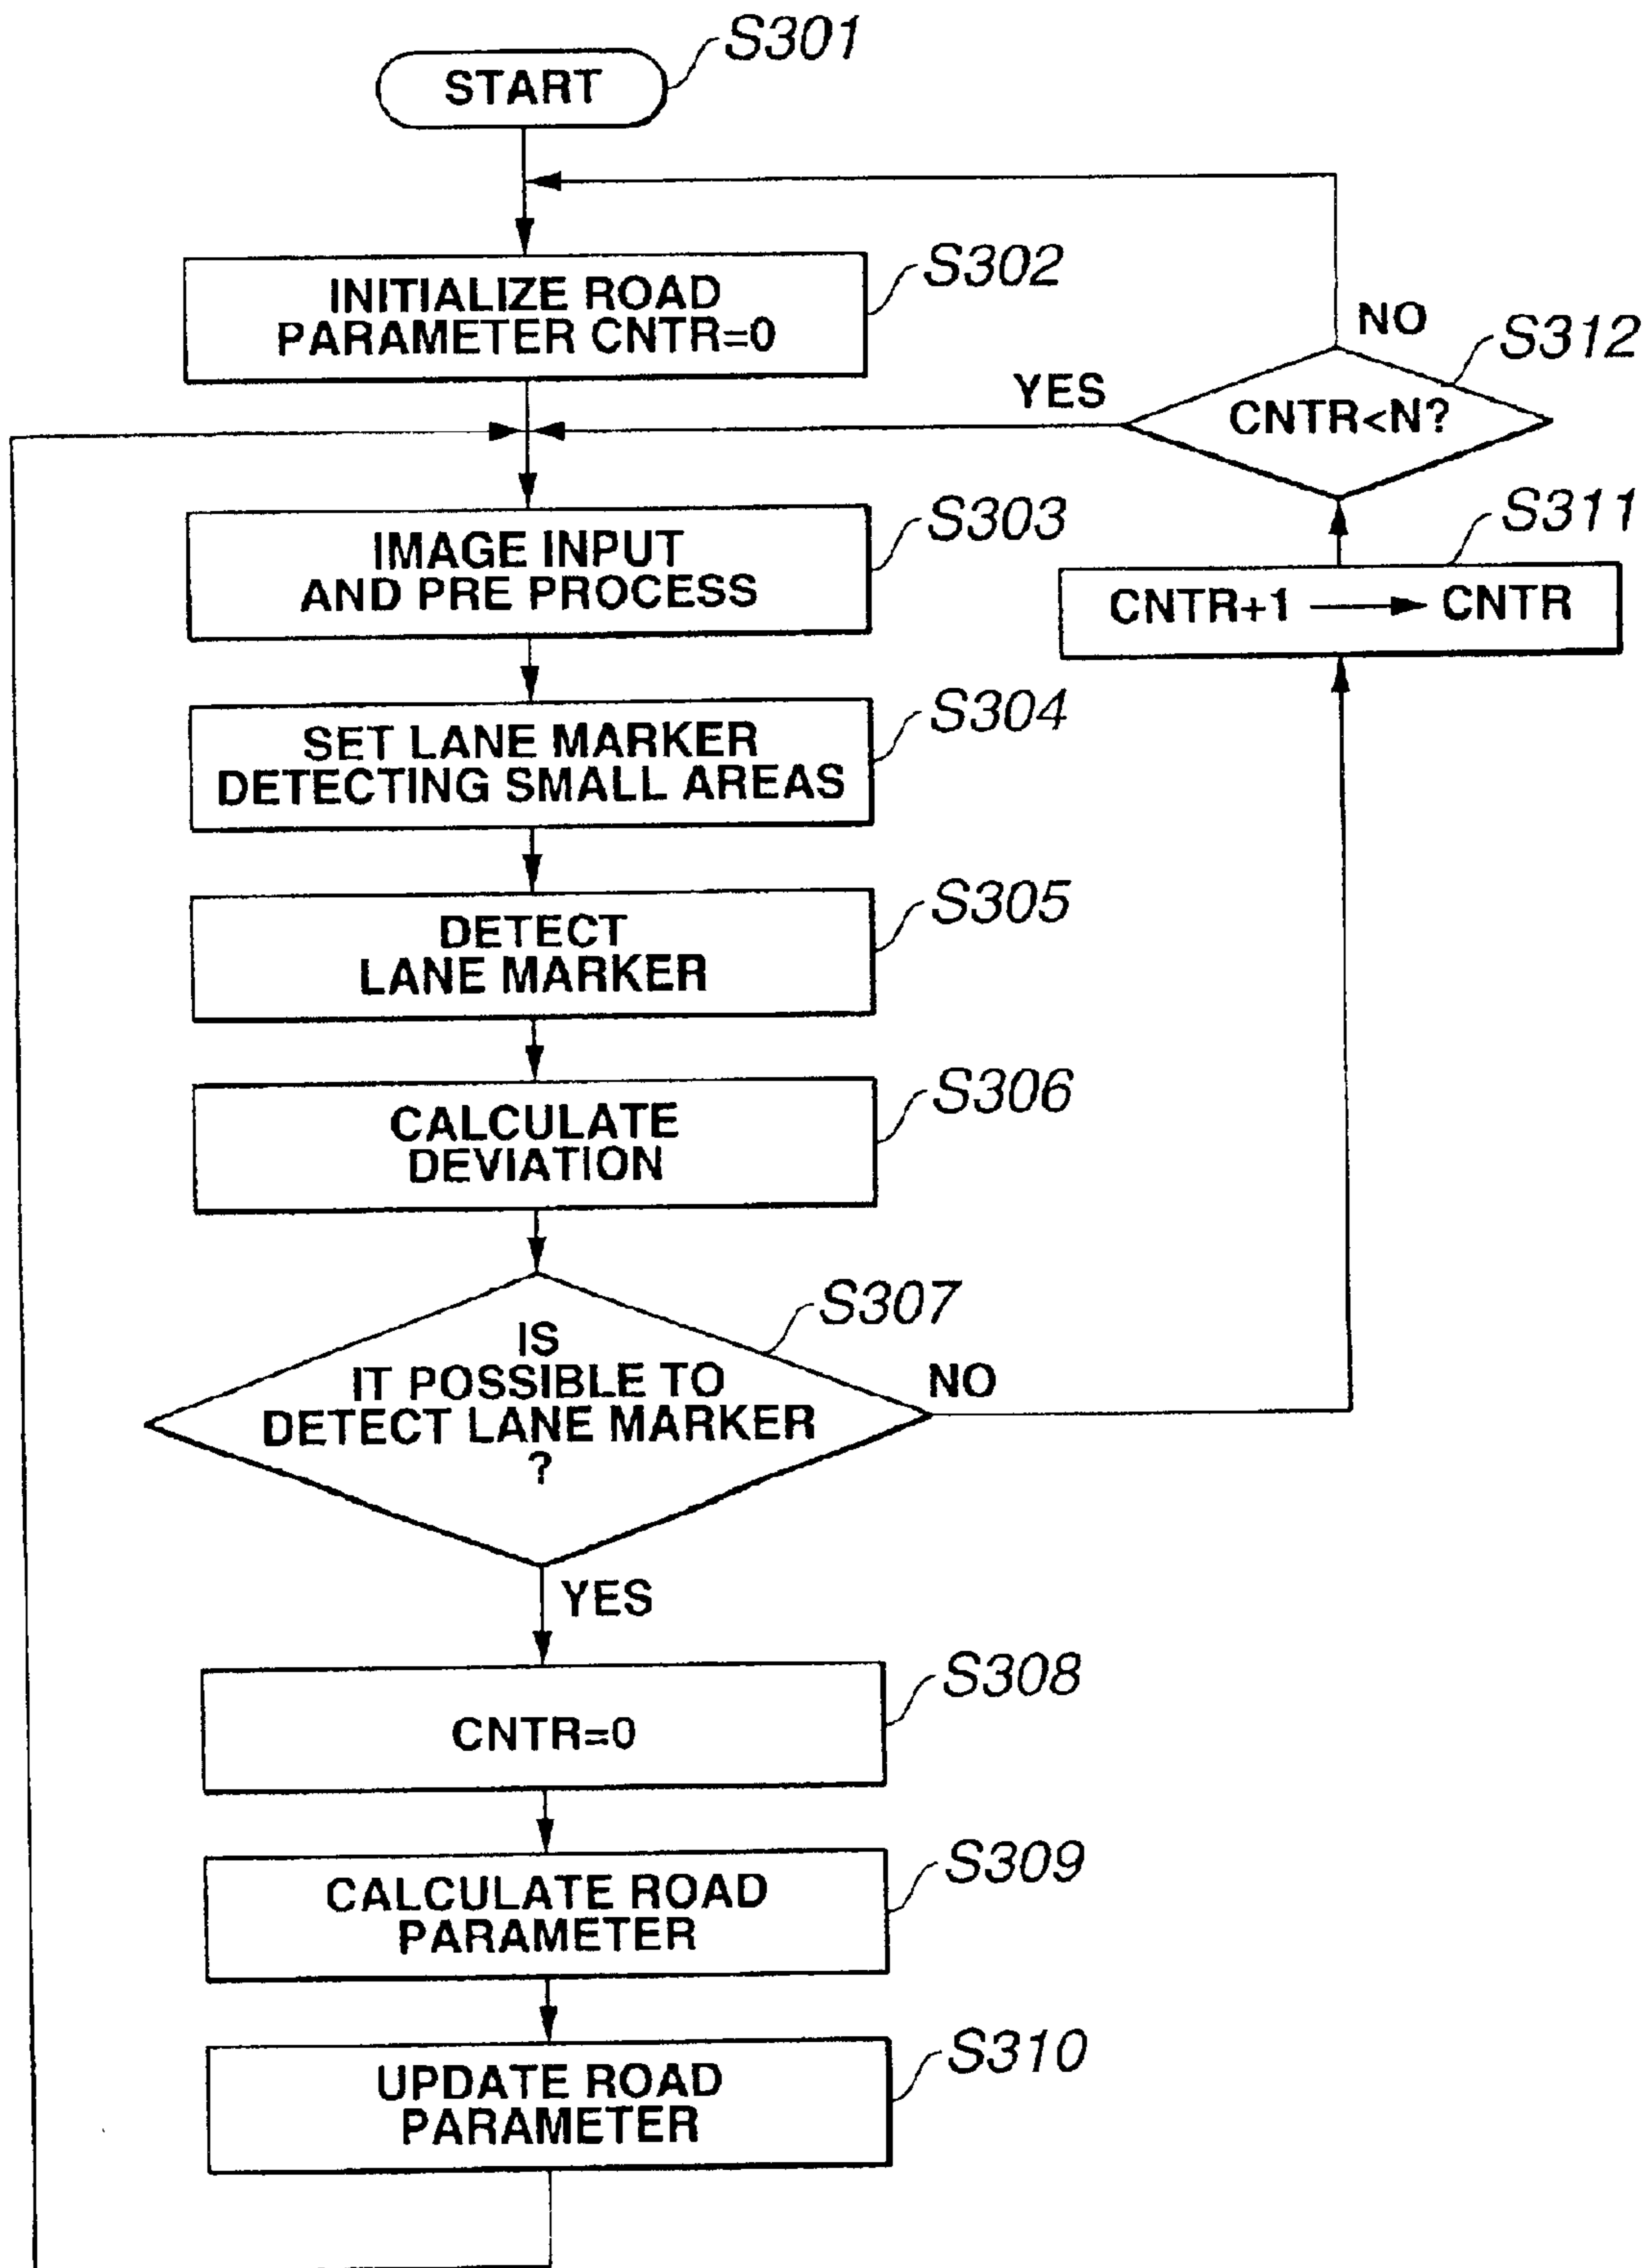 S301
START
S302
INITIALIZE ROAD
PARAMETER CNTR=0
NO
S312
YES
CNTR<N?
S303
IMAGE INPUT
AND PRE PROCESS
S311
CNTR+1 → CNTR
S304
SET LANE MARKER
DETECTING SMALL AREAS
S305
DETECT
LANE MARKER
S306
CALCULATE
DEVIATION
S307
IS
IT POSSIBLE TO
DETECT LANE MARKER
?
NO
YES
S308
CNTR=0
S309
CALCULATE ROAD
PARAMETER
S310
UPDATE ROAD
PARAMETER